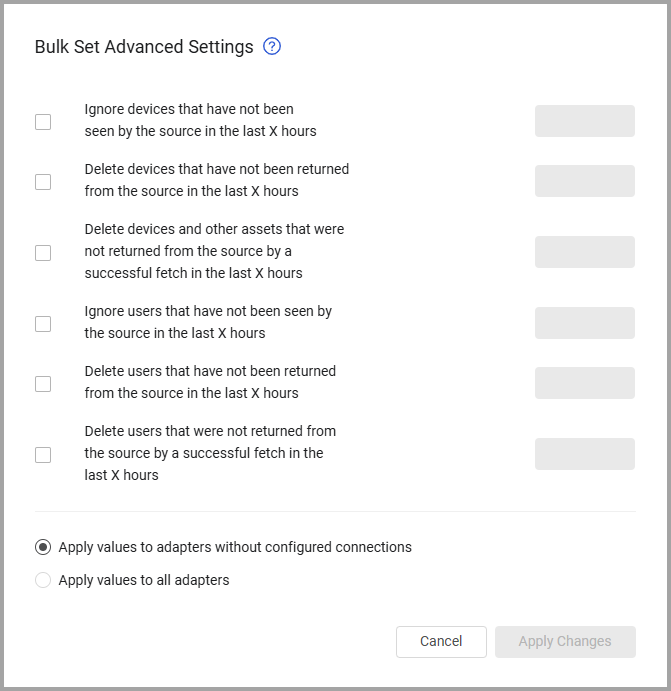 Bulk Set Advanced Settings ?
Ignore devices that have not been
seen by the source in the last X hours
Delete devices that have not been returned
from the source in the last X hours
Delete devices and other assets that were
not returned from the source by a
successful fetch in the last X hours
Ignore users that have not been seen by
the source in the last X hours
Delete users that have not been returned
from the source in the last X hours
Delete users that were not returned from
the source by a successful fetch in the
last X hours
Apply values to adapters without configured connections
Apply values to all adapters
Cancel
Apply Changes